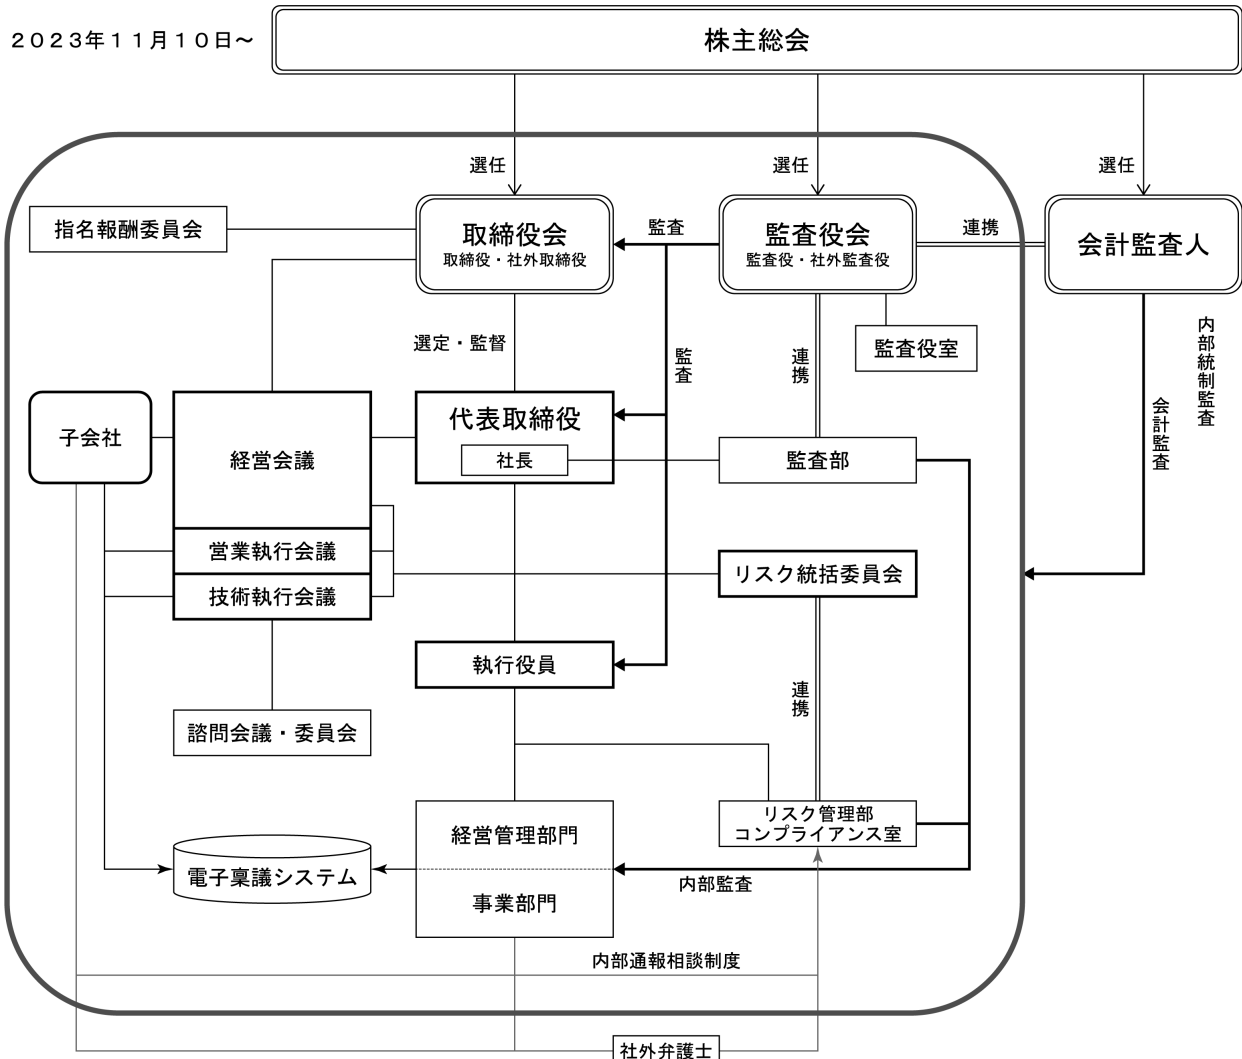 ２０２３年１１月１０日～
株主総会
選任
選任
選任
指名報酬委員会
取締役会
取締役・社外取締役
監査
監査役会
監査役・社外監査役
連携
会計監査人
選定・監督
監査
連携
監査役室
内部統制監査
会計監査
子会社
経営会議
代表取締役
社長
監査部
営業執行会議
技術執行会議
リスク統括委員会
執行役員
連携
諮問会議・委員会
経営管理部門
リスク管理部
コンプライアンス室
電子稟議システム
事業部門
内部監査
内部通報相談制度
社外弁護士